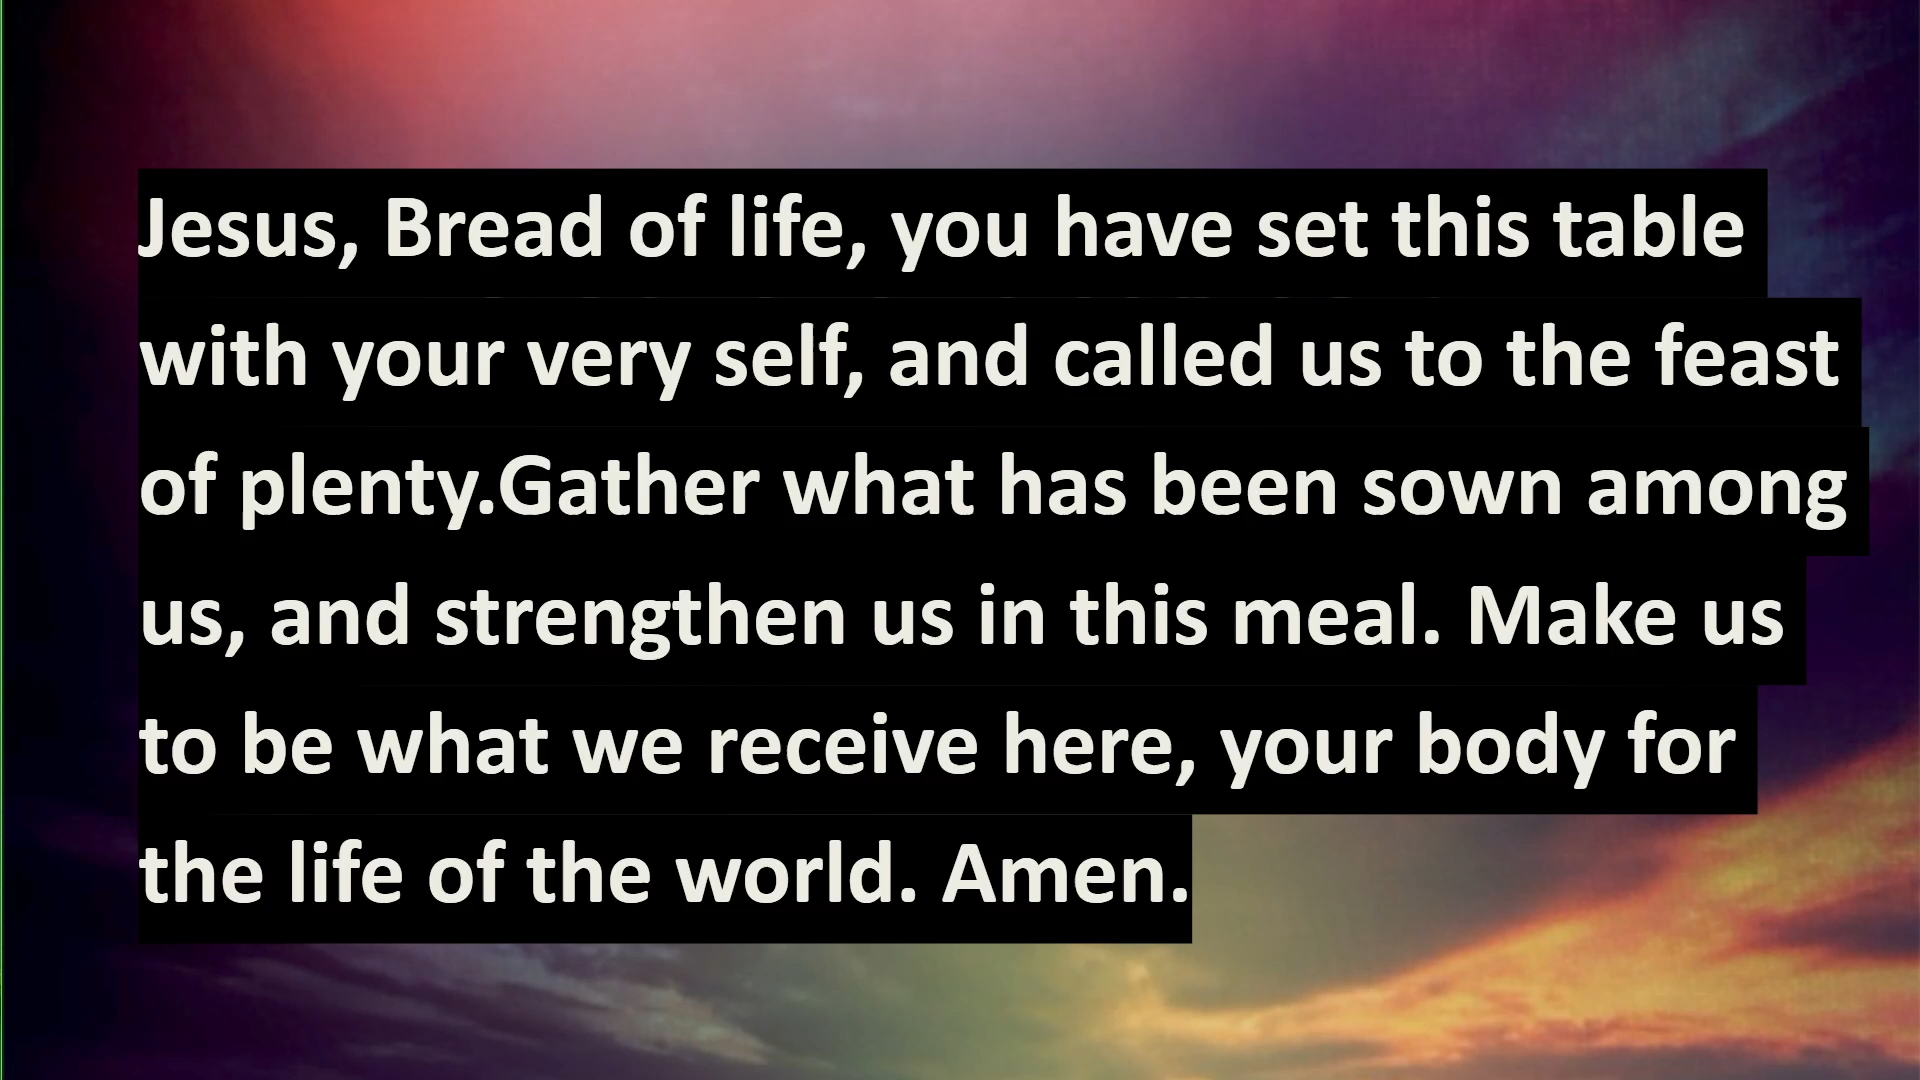 Jesus, Bread of life, you have set this table
with your very self, and called us to the feast
of plenty.Gather what has been sown among
us, and strengthen us in this meal. Make us
to be what we receive here, your body for
the life of the world. Amen.